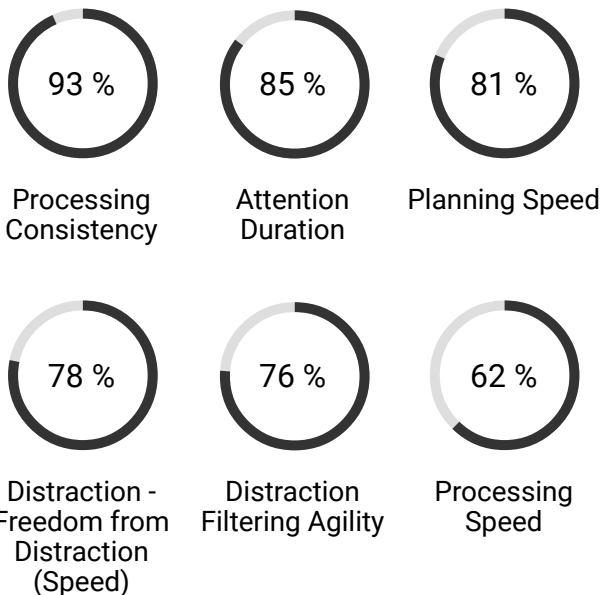 93 %
85 %
81 %
Processing
Consistency
Attention
Duration
Planning Speed
78 %
76 %
62 %
Distraction -
Freedom from
Distraction
(Speed)
Distraction
Filtering Agility
Processing
Speed